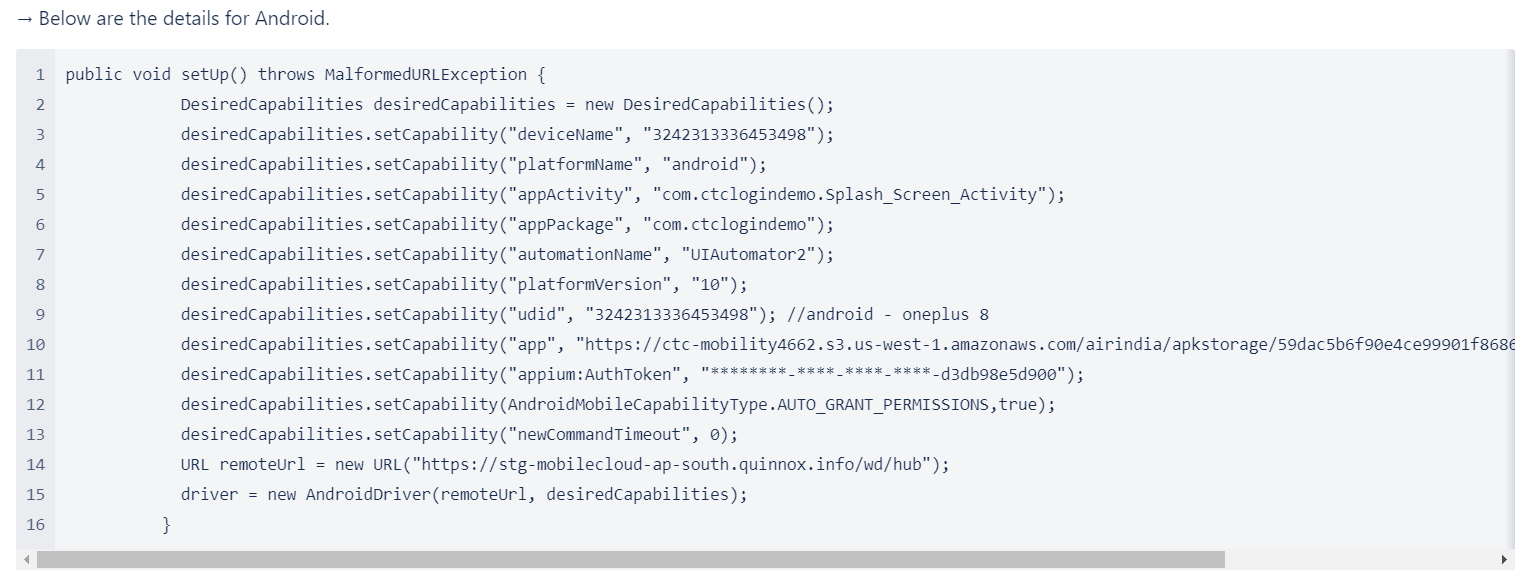 → Below are the details for Android.
1 public void setUp() throws MalformedURLException {
2 DesiredCapabilities desiredCapabilities = new DesiredCapabilities();
3 desiredCapabilities.setCapability("deviceName", "3242313336453498");
4 desiredCapabilities.setCapability("platformName", "android");
5 desiredCapabilities.setCapability("appActivity", "com.ctclogindemo.Splash_Screen_Activity");
6 desiredCapabilities.setCapability("appPackage", "com.ctclogindemo");
7 desiredCapabilities.setCapability("automationName", "UIAutomator2");
8 desiredCapabilities.setCapability("platformVersion", "10");
9 desiredCapabilities.setCapability("udid", "3242313336453498"); //android - oneplus 8
10 desiredCapabilities.setCapability("app", "https://ctc-mobility4662.s3.us-west-1.amazonaws.com/airindia/apkstorage/59dac5b6f90e4ce99901f868
11 desiredCapabilities.setCapability("appium:AuthToken", "********-****-****-****-d3db98e5d900");
12 desiredCapabilities.setCapability(AndroidMobileCapabilityType.AUTO_GRANT_PERMISSIONS,true);
13 desiredCapabilities.setCapability("newCommandTimeout", 0);
14 URL remoteUrl = new URL("https://stg-mobilecloud-ap-south.quinnox.info/wd/hub");
15 driver = new AndroidDriver(remoteUrl, desiredCapabilities);
16 }